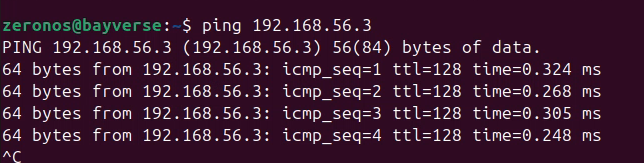 zeronos@bayverse:~$ ping 192.168.56.3
PING 192.168.56.3 (192.168.56.3) 56(84) bytes of data.
64 bytes from 192.168.56.3: icmp_seq=1 ttl=128 time=0.324 ms
64 bytes from 192.168.56.3: icmp_seq=2 ttl=128 time=0.268 ms
64 bytes from 192.168.56.3: icmp_seq=3 ttl=128 time=0.305 ms
64 bytes from 192.168.56.3: icmp_seq=4 ttl=128 time=0.248 ms
^C